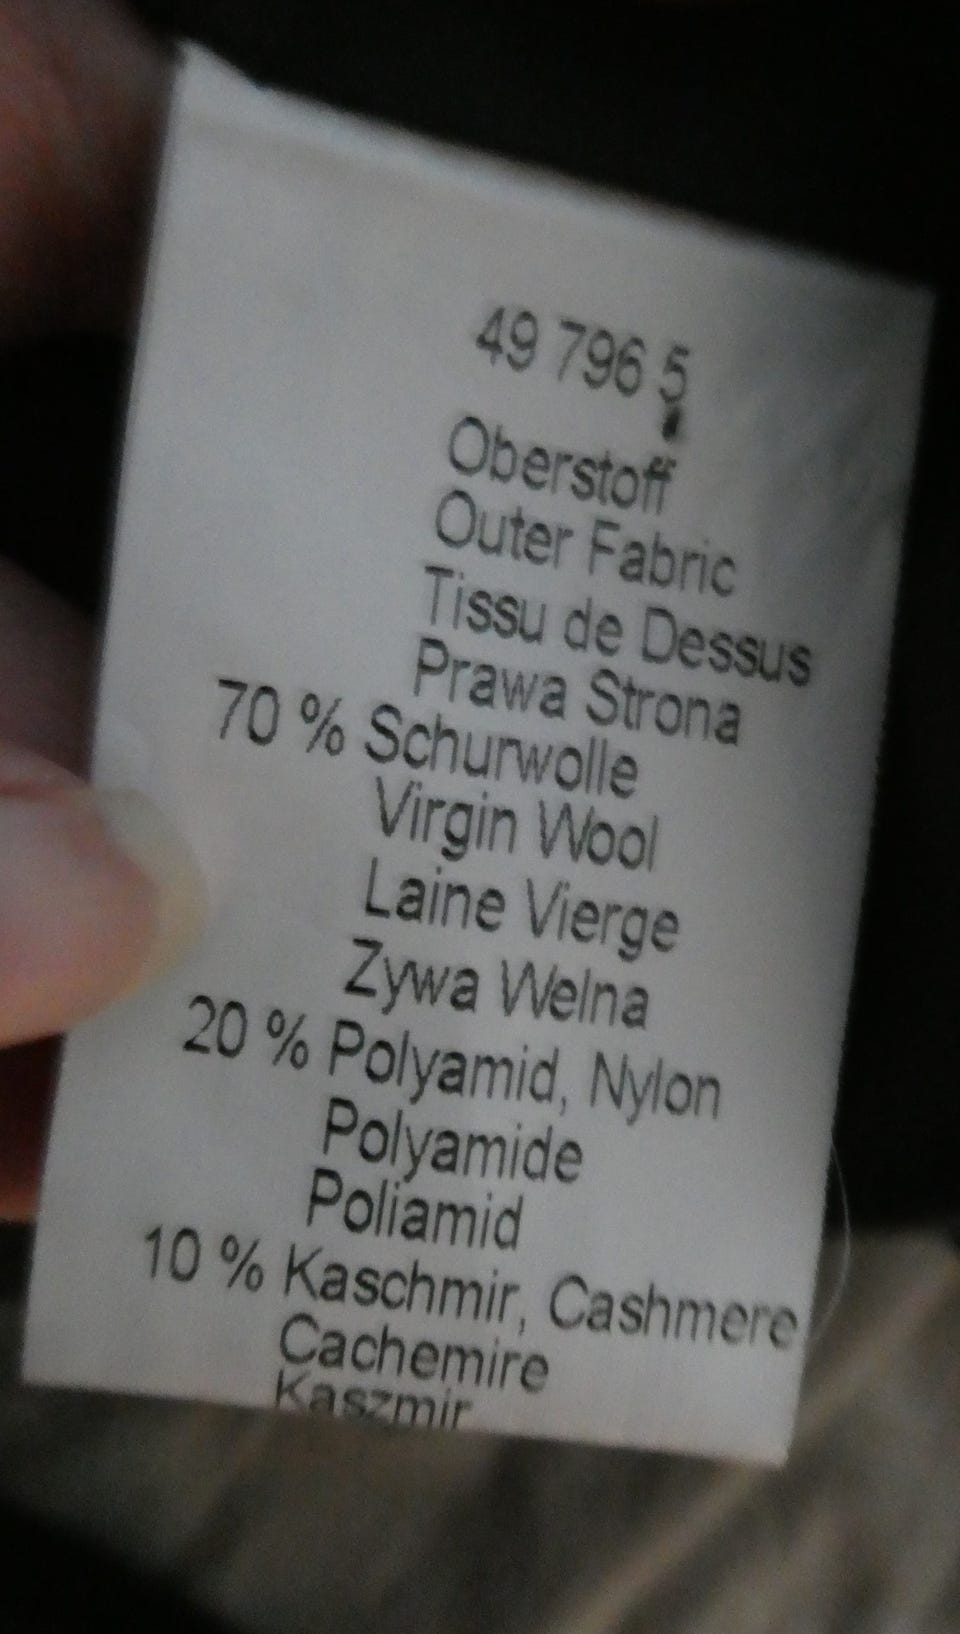 49 796 5
Oberstoff
Outer Fabric
Tissu de Dessus
Prawa Strona
70 % Schurwolle
Virgin Wool
Laine Vierge
Zywa Welna
20 % Polyamid, Nylon
Polyamide
Poliamid
10 % Kaschmir, Cashmere
Cachemire
Kaszmir